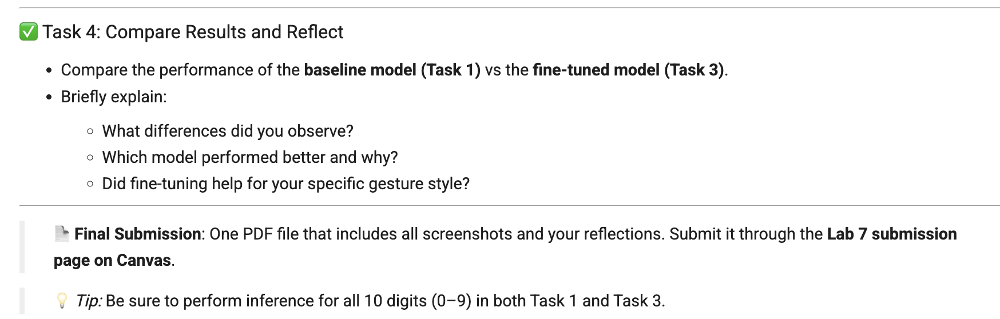 ✅ Task 4: Compare Results and Reflect
• Compare the performance of the baseline model (Task 1) vs the fine-tuned model (Task 3).
• Briefly explain:
○ What differences did you observe?
○ Which model performed better and why?
○ Did fine-tuning help for your specific gesture style?
📄 Final Submission: One PDF file that includes all screenshots and your reflections. Submit it through the Lab 7 submission
page on Canvas.
💡 Tip: Be sure to perform inference for all 10 digits (0–9) in both Task 1 and Task 3.